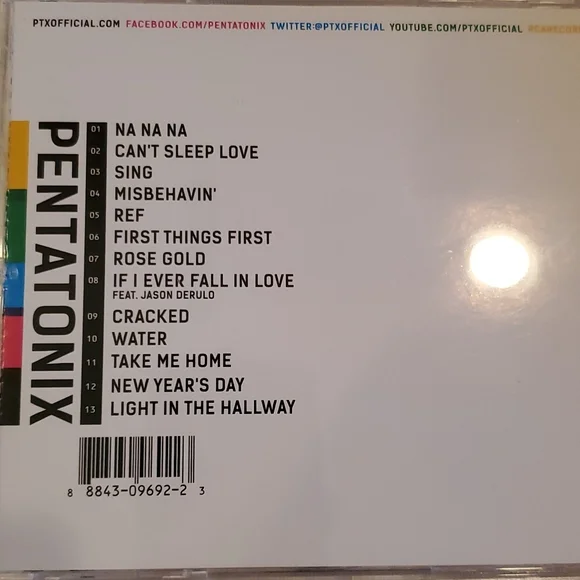 PTXOFFICIAL.COM FACEBOOK.COM/PENTATONIX TWITTER:@PTXOFFICIAL YOUTUBE.COM/PTXOFFICIAL
PENTATONIX
01 NA NA NA
02 CAN'T SLEEP LOVE
03 SING
04 MISBEHAVIN'
05 REF
06 FIRST THINGS FIRST
07 ROSE GOLD
08 IF I EVER FALL IN LOVE
FEAT. JASON DERULO
09 CRACKED
10 WATER
11 TAKE ME HOME
12 NEW YEAR'S DAY
13 LIGHT IN THE HALLWAY
8 8843-09692-2 3